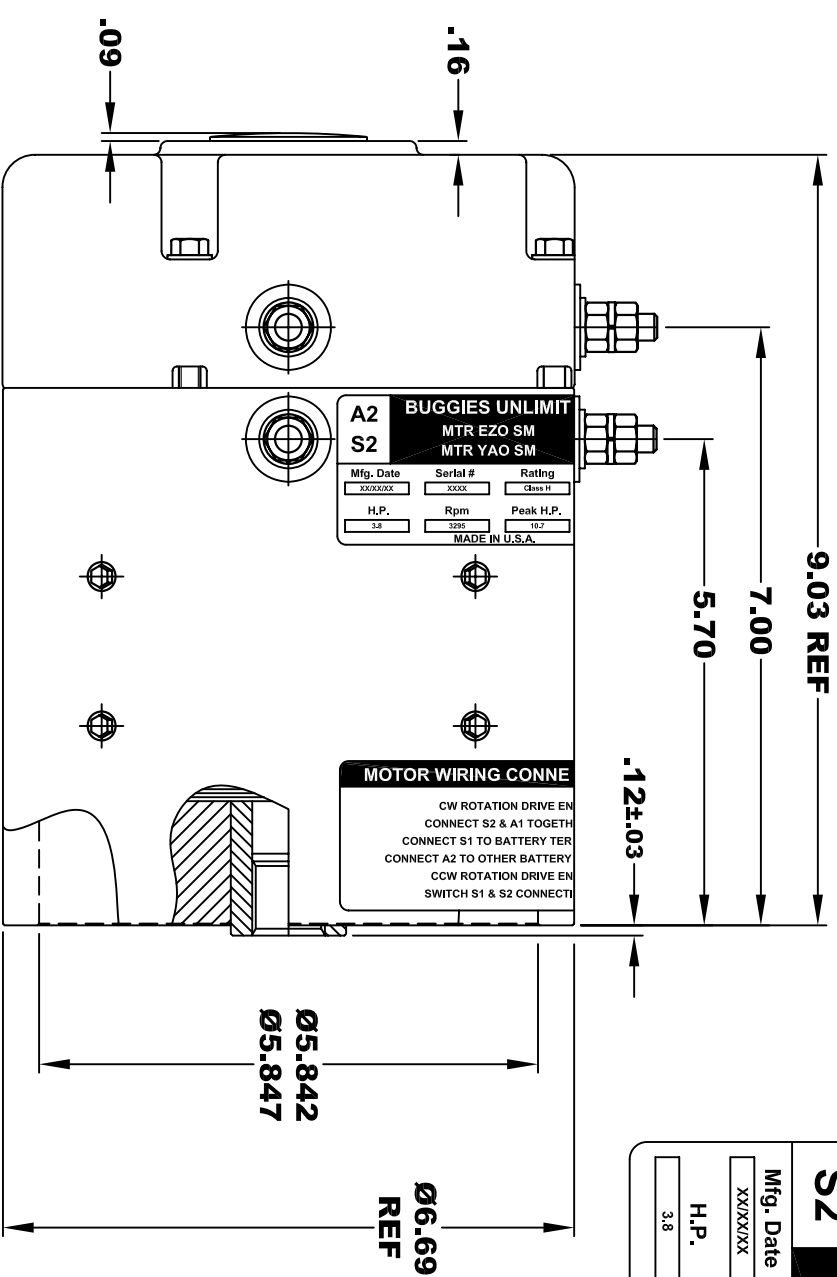 .09
.16
9.03 REF
7.00
5.70
.12±.03
A2
S2
BUGGIES UNLIMIT
MTR EZO SM
MTR YAO SM
Mfg. Date Serial # Rating
XX/XX/XX XXXX Class H
H.P. Rpm Peak H.P.
3.8 3295 10.7
MADE IN U.S.A.
MOTOR WIRING CONNE
CW ROTATION DRIVE EN
CONNECT S2 & A1 TOGETH
CONNECT S1 TO BATTERY TER
CONNECT A2 TO OTHER BATTERY
CCW ROTATION DRIVE EN
SWITCH S1 & S2 CONNECTI
Ø5.842
Ø5.847
Ø6.69
REF
S2
Mfg. Date
XX/XX/XX
H.P.
3.8